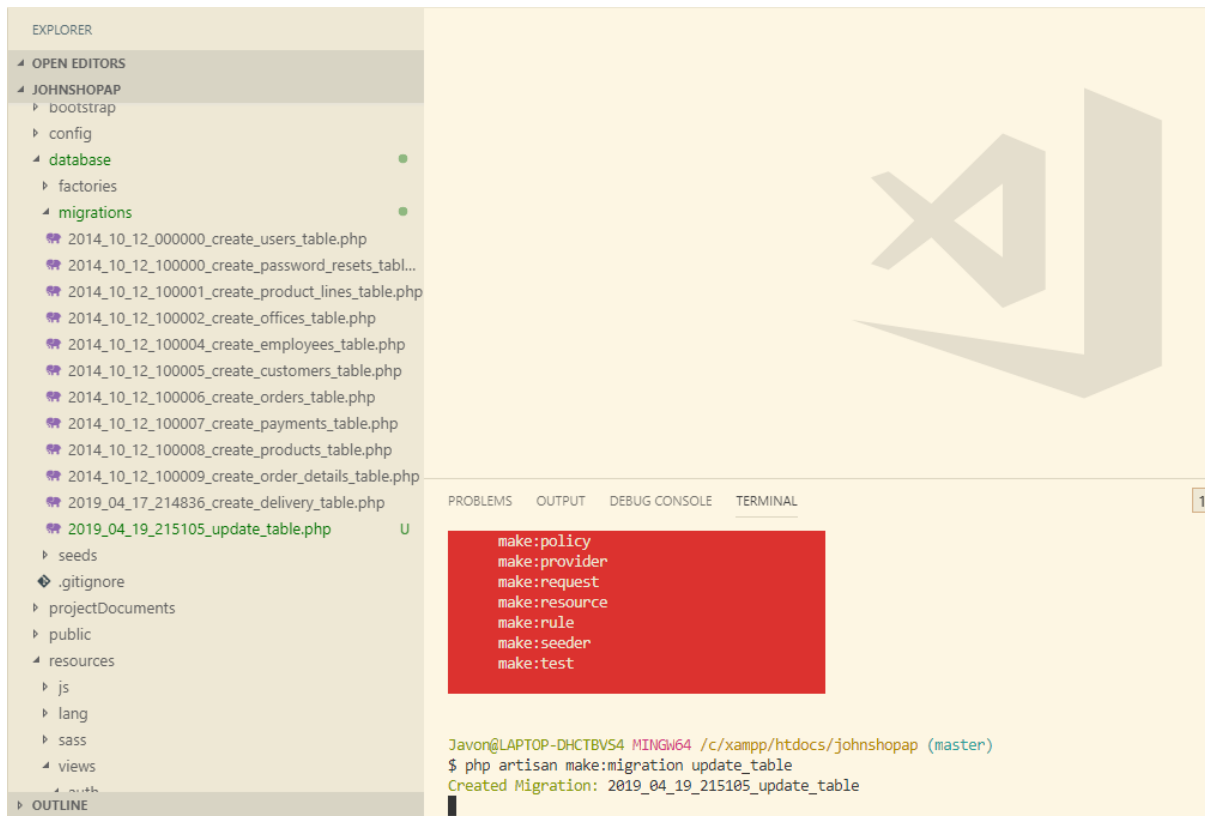 EXPLORER
OPEN EDITORS
JOHNSHOPAP
bootstrap
config
database
factories
migrations
2014_10_12_000000_create_users_table.php
2014_10_12_100000_create_password_resets_tabl...
2014_10_12_100001_create_product_lines_table.php
2014_10_12_100002_create_offices_table.php
2014_10_12_100004_create_employees_table.php
2014_10_12_100005_create_customers_table.php
2014_10_12_100006_create_orders_table.php
2014_10_12_100007_create_payments_table.php
2014_10_12_100008_create_products_table.php
2014_10_12_100009_create_order_details_table.php
2019_04_17_214836_create_delivery_table.php
2019_04_19_215105_update_table.php U
seeds
.gitignore
projectDocuments
public
resources
js
lang
sass
views
auth
OUTLINE
PROBLEMS OUTPUT DEBUG CONSOLE TERMINAL 1
make:policy
make:provider
make:request
make:resource
make:rule
make:seeder
make:test
Javon@LAPTOP-DHCTBVS4 MINGW64 /c/xampp/htdocs/johnshopap (master)
$ php artisan make:migration update_table
Created Migration: 2019_04_19_215105_update_table